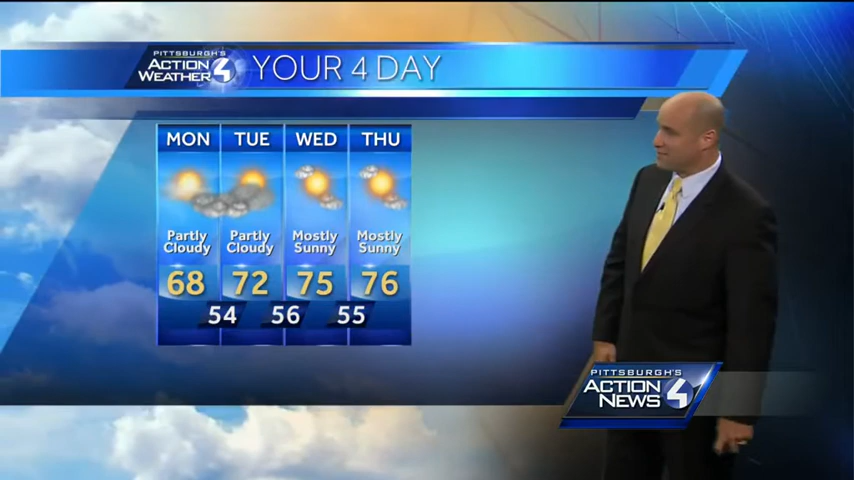 PITTSBURGH'S
ACTION
WEATHER 4
YOUR 4 DAY
MON TUE WED THU
Partly Cloudy Partly Cloudy Mostly Sunny Mostly Sunny
68 72 75 76
54 56 55
PITTSBURGH'S
ACTION
NEWS 4